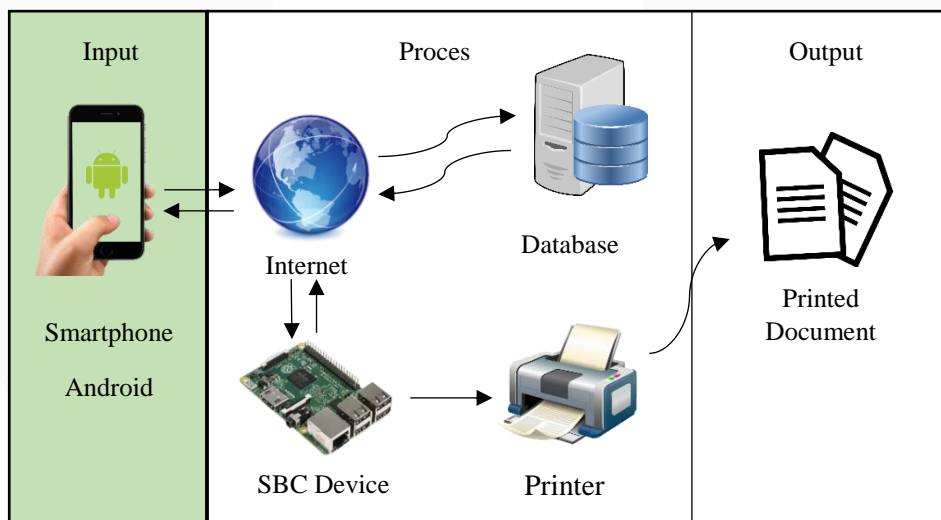 Input
Proces
Output
Internet
Database
Smartphone
Android
SBC Device
Printer
Printed
Document